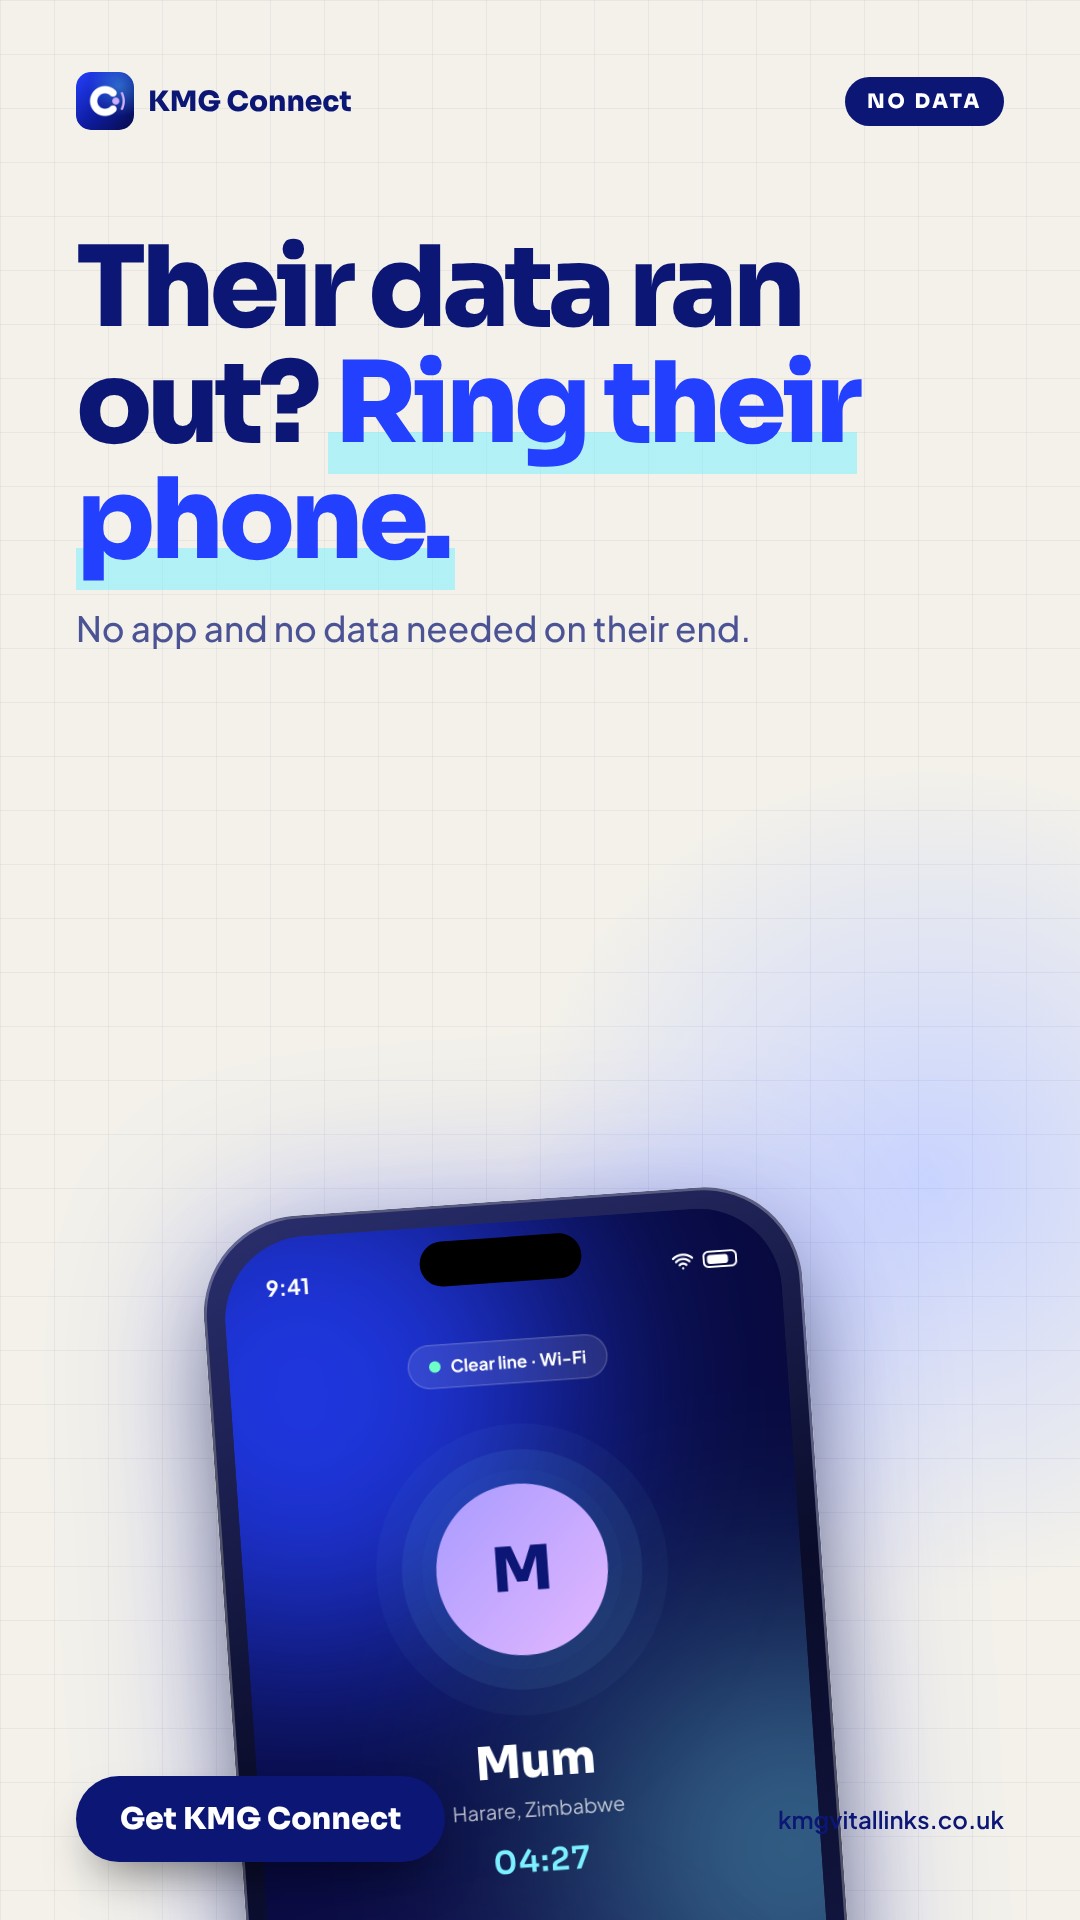 KMG Connect
NO DATA
Their data ran
out? Ring their
phone.
No app and no data needed on their end.
9:41
Clear line · Wi-Fi
M
Mum
Harare, Zimbabwe
04:27
Get KMG Connect
kmgvitallinks.co.uk